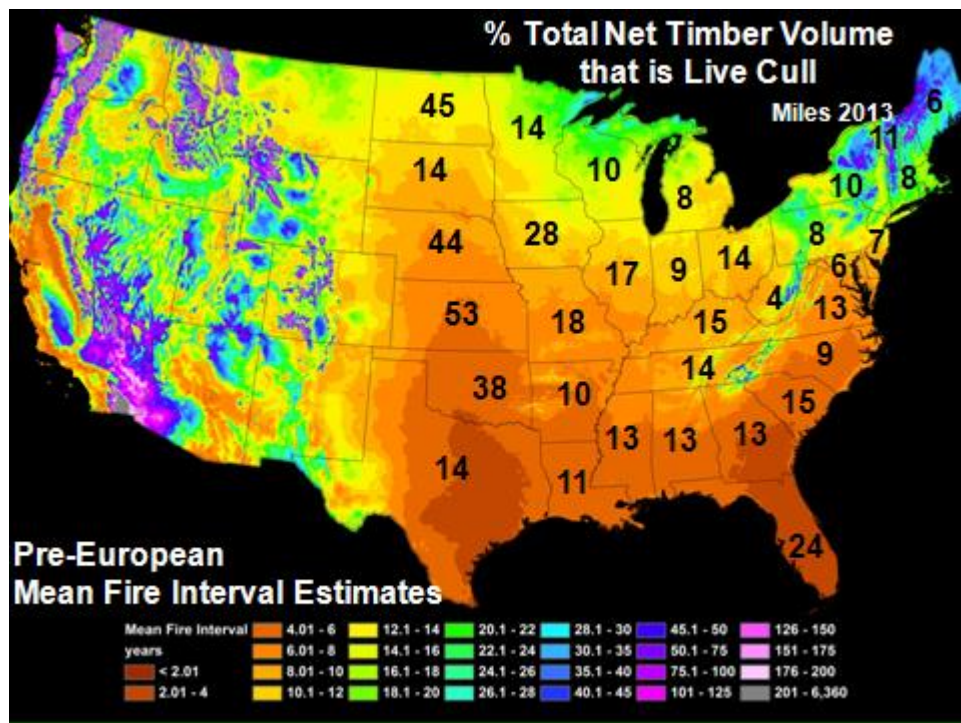 % Total Net Timber Volume
that is Live Cull
Miles 2013
45
14
6
11
14
10
10
8
8
44
28
8
7
17
9
14
6
53
18
15
4
13
38
10
14
9
15
14
13
13
13
11
24
Pre-European
Mean Fire Interval Estimates
Mean Fire Interval
years
< 2.01
2.01 - 4
4.01 - 6
6.01 - 8
8.01 - 10
10.1 - 12
12.1 - 14
14.1 - 16
16.1 - 18
18.1 - 20
20.1 - 22
22.1 - 24
24.1 - 26
26.1 - 28
28.1 - 30
30.1 - 35
35.1 - 40
40.1 - 45
45.1 - 50
50.1 - 75
75.1 - 100
101 - 125
126 - 150
151 - 175
176 - 200
201 - 6,360